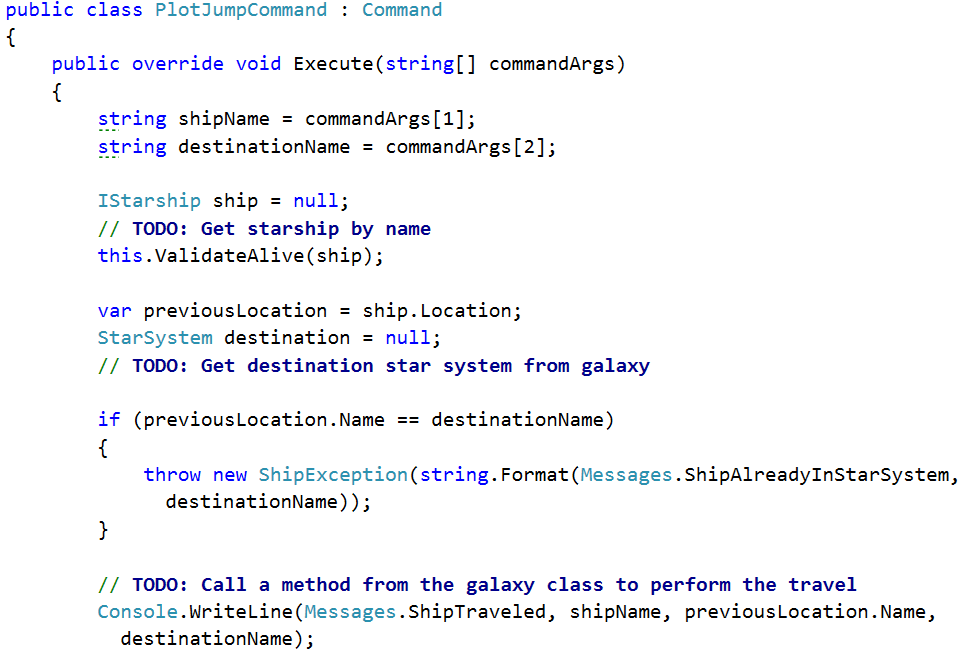 public class PlotJumpCommand : Command
{
    public override void Execute(string[] commandArgs)
    {
        string shipName = commandArgs[1];
        string destinationName = commandArgs[2];

        IStarship ship = null;
        // TODO: Get starship by name
        this.ValidateAlive(ship);

        var previousLocation = ship.Location;
        StarSystem destination = null;
        // TODO: Get destination star system from galaxy

        if (previousLocation.Name == destinationName)
        {
            throw new ShipException(string.Format(Messages.ShipAlreadyInStarSystem,
              destinationName));
        }

        // TODO: Call a method from the galaxy class to perform the travel
        Console.WriteLine(Messages.ShipTraveled, shipName, previousLocation.Name,
          destinationName);